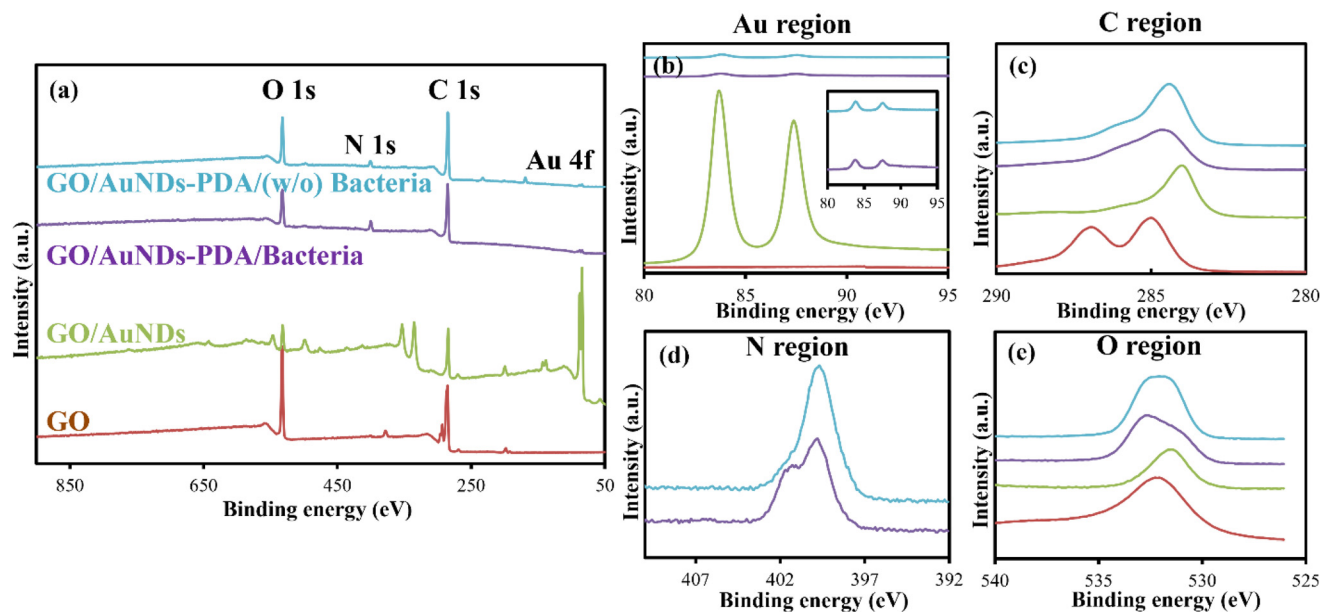 (a)
O 1s
C 1s
N 1s
Au 4f
GO/AuNDs-PDA/(w/o) Bacteria
GO/AuNDs-PDA/Bacteria
GO/AuNDs
GO
Intensity (a.u.)
850 650 450 250 50
Binding energy (eV)
Au region
(b)
80 85 90 95
Intensity (a.u.)
80 85 90 95
Binding energy (eV)
C region
(c)
Intensity (a.u.)
290 285 280
Binding energy (eV)
(d)
N region
Intensity (a.u.)
407 402 397 392
Binding energy (eV)
(e)
O region
Intensity (a.u.)
540 535 530 525
Binding energy (eV)